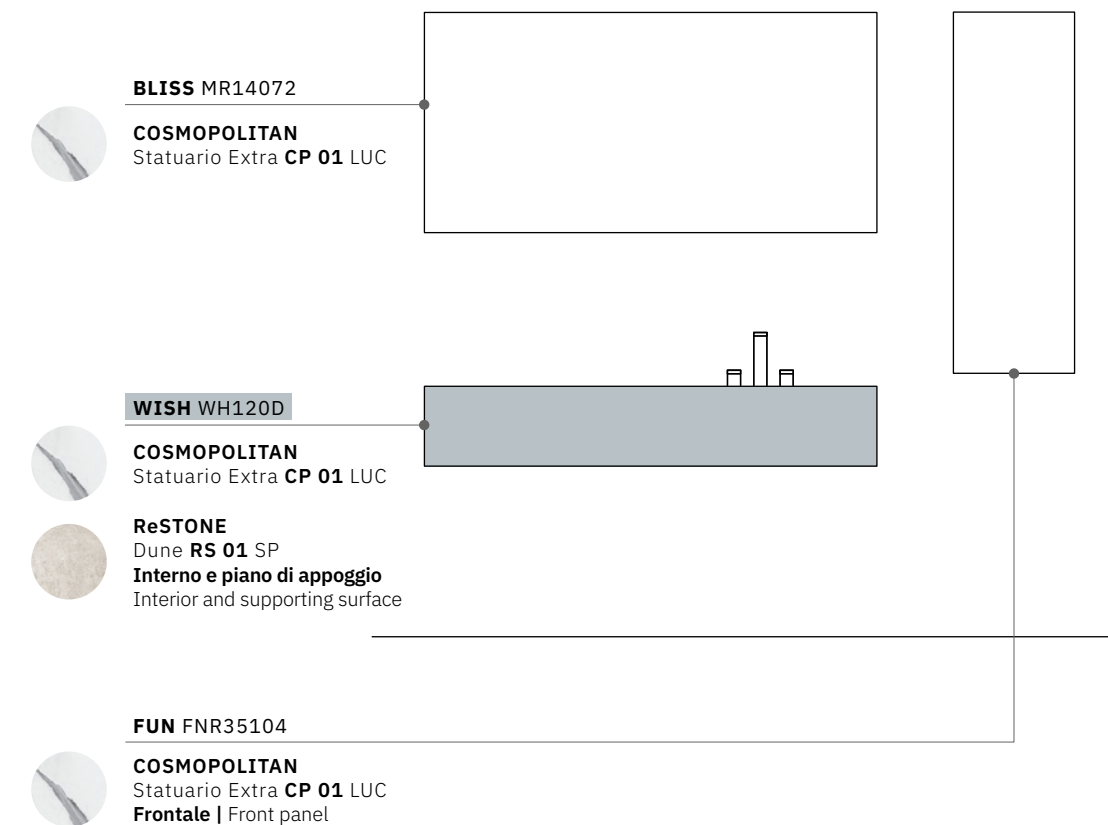 BLISS MR14072
COSMOPOLITAN
Statuario Extra CP 01 LUC
WISH WH120D
COSMOPOLITAN
Statuario Extra CP 01 LUC
ReSTONE
Dune RS 01 SP
Interno e piano di appoggio
Interior and supporting surface
FUN FNR35104
COSMOPOLITAN
Statuario Extra CP 01 LUC
Frontale | Front panel